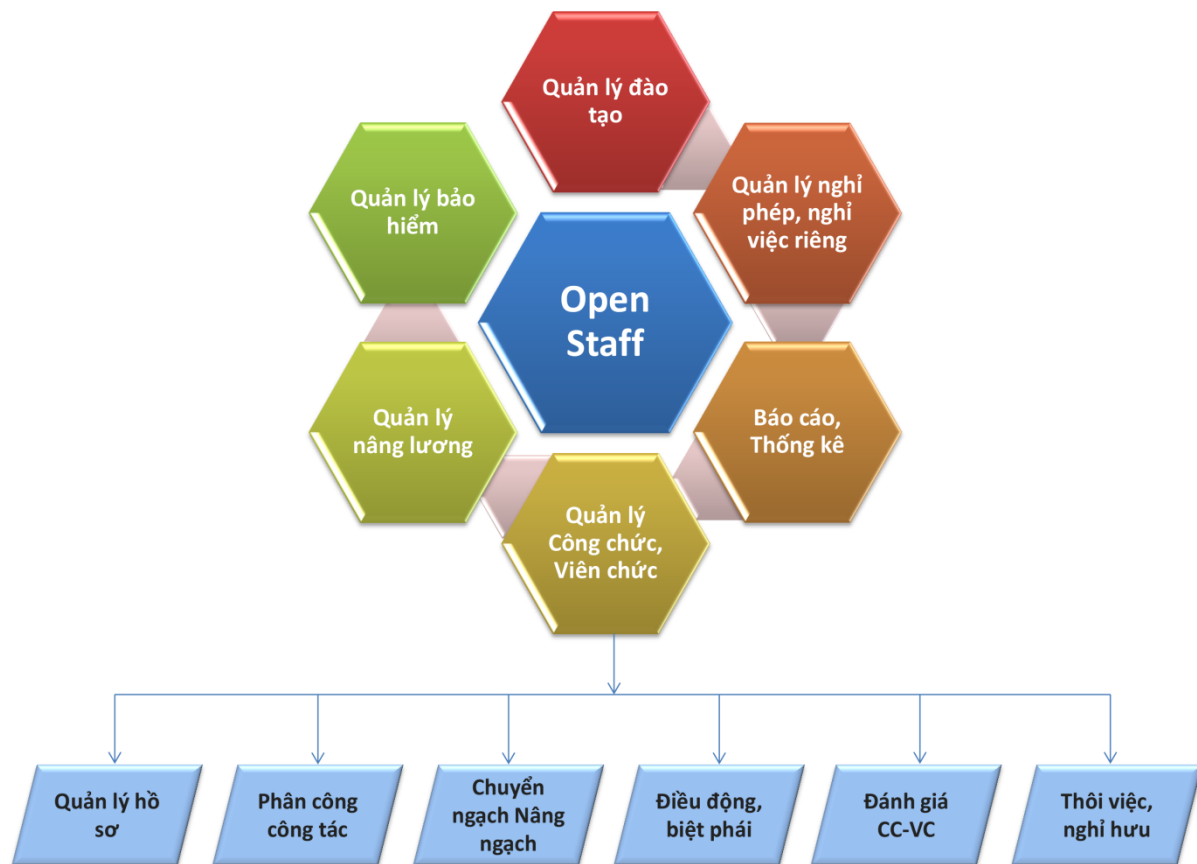 Quản lý đào
tạo
Quản lý bảo
hiểm
Quản lý nghỉ
phép, nghỉ
việc riêng
Open
Staff
Quản lý
nâng lương
Báo cáo,
Thống kê
Quản lý
Công chức,
Viên chức
Quản lý hồ
sơ
Phân công
công tác
Chuyển
ngạch Nâng
ngạch
Điều động,
biệt phái
Đánh giá
CC-VC
Thôi việc,
nghỉ hưu